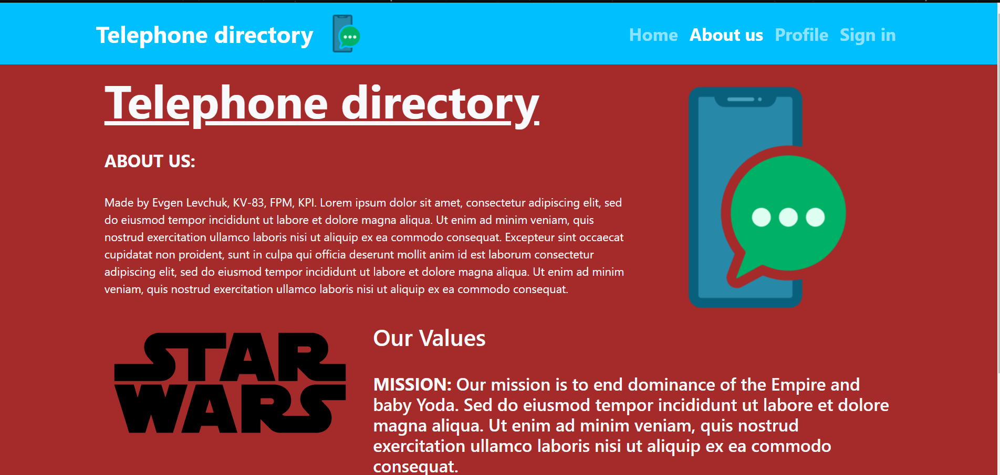 Telephone directory
Home About us Profile Sign in
Telephone directory
ABOUT US:
Made by Evgen Levchuk, KV-83, FPM, KPI. Lorem ipsum dolor sit amet, consectetur adipiscing elit, sed
do eiusmod tempor incididunt ut labore et dolore magna aliqua. Ut enim ad minim veniam, quis
nostrud exercitation ullamco laboris nisi ut aliquip ex ea commodo consequat. Excepteur sint occaecat
cupidatat non proident, sunt in culpa qui officia deserunt mollit anim id est laborum consectetur
adipiscing elit, sed do eiusmod tempor incididunt ut labore et dolore magna aliqua. Ut enim ad minim
veniam, quis nostrud exercitation ullamco laboris nisi ut aliquip ex ea commodo consequat.
STAR
WARS
Our Values
MISSION: Our mission is to end dominance of the Empire and
baby Yoda. Sed do eiusmod tempor incididunt ut labore et dolore
magna aliqua. Ut enim ad minim veniam, quis nostrud
exercitation ullamco laboris nisi ut aliquip ex ea commodo
consequat.